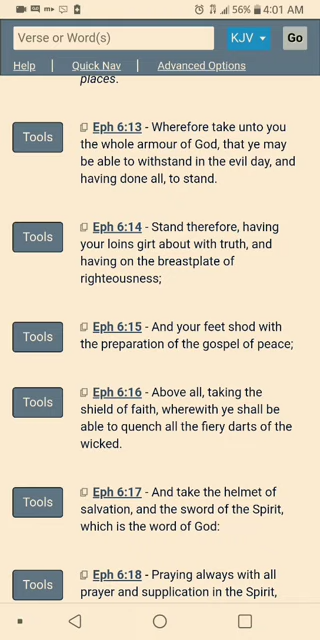 56% 4:01 AM
Verse or Word(s) KJV Go
Help | Quick Nav | Advanced Options
places.
Tools
Eph 6:13 - Wherefore take unto you
the whole armour of God, that ye may
be able to withstand in the evil day, and
having done all, to stand.
Tools
Eph 6:14 - Stand therefore, having
your loins girt about with truth, and
having on the breastplate of
righteousness;
Tools
Eph 6:15 - And your feet shod with
the preparation of the gospel of peace;
Tools
Eph 6:16 - Above all, taking the
shield of faith, wherewith ye shall be
able to quench all the fiery darts of the
wicked.
Tools
Eph 6:17 - And take the helmet of
salvation, and the sword of the Spirit,
which is the word of God:
Tools
Eph 6:18 - Praying always with all
prayer and supplication in the Spirit,